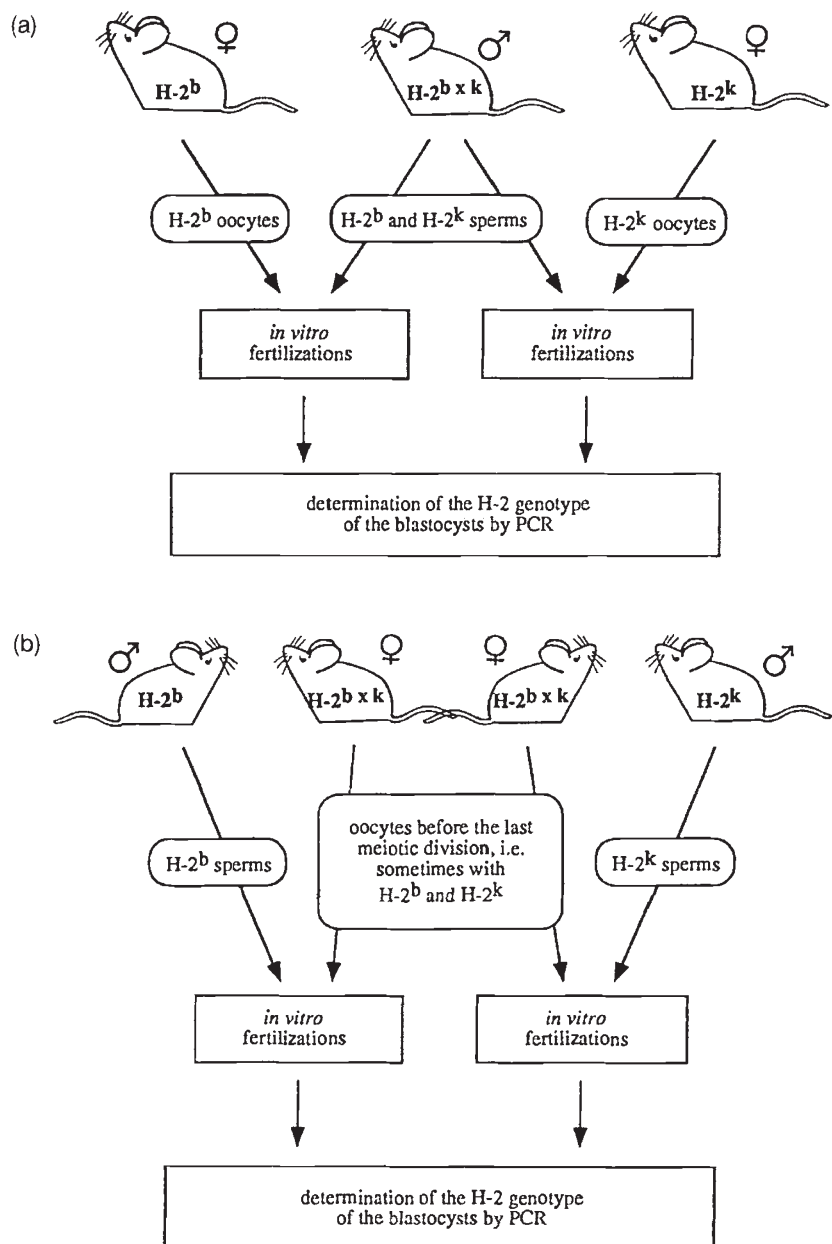 (a)
♀
♂
♀
H-2b
H-2b x k
H-2k
H-2b oocytes
H-2b and H-2k sperms
H-2k oocytes
in vitro
fertilizations
in vitro
fertilizations
determination of the H-2 genotype
of the blastocysts by PCR
(b)
♂
♀
♀
♂
H-2b
H-2b x k
H-2b x k
H-2k
oocytes before the last
meiotic division, i.e.
sometimes with
H-2b and H-2k
H-2b sperms
H-2k sperms
in vitro
fertilizations
in vitro
fertilizations
determination of the H-2 genotype
of the blastocysts by PCR